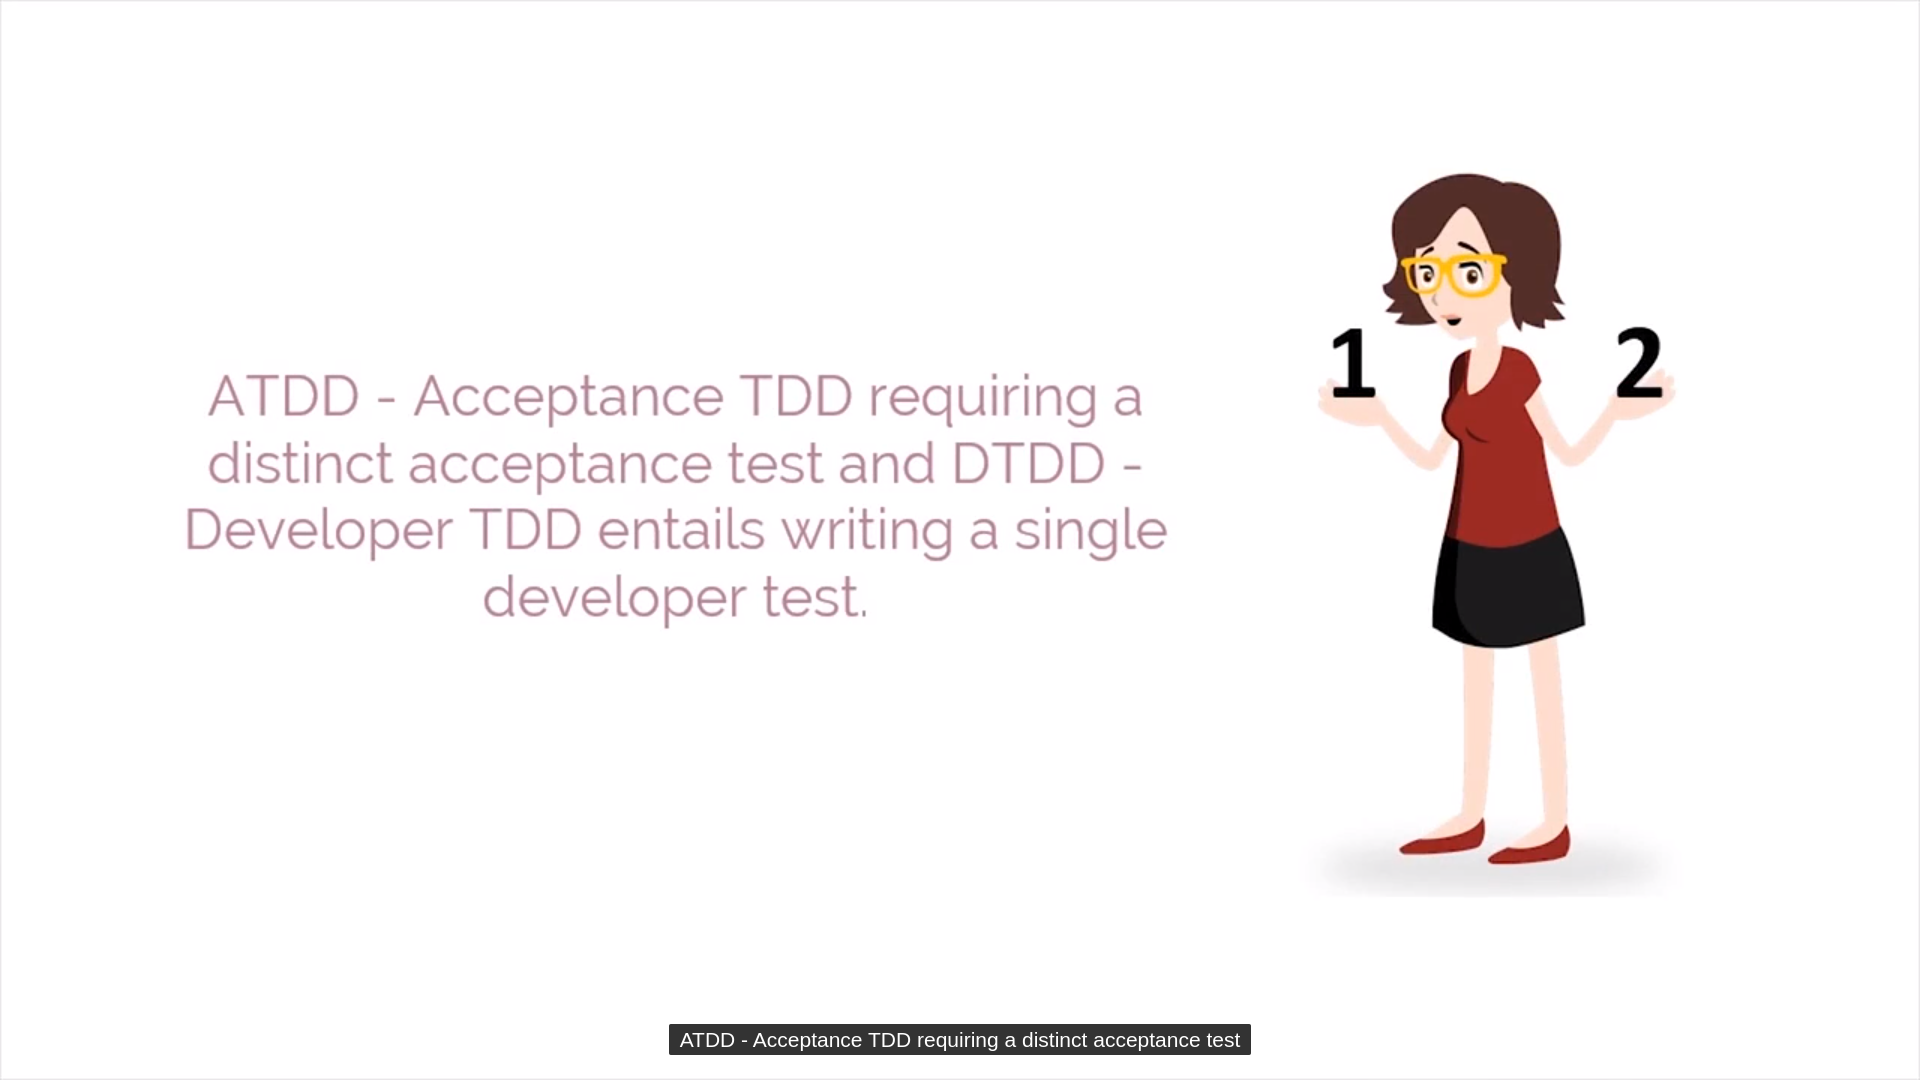 ATDD - Acceptance TDD requiring a
distinct acceptance test and DTDD -
Developer TDD entails writing a single
developer test.
1
2
ATDD - Acceptance TDD requiring a distinct acceptance test